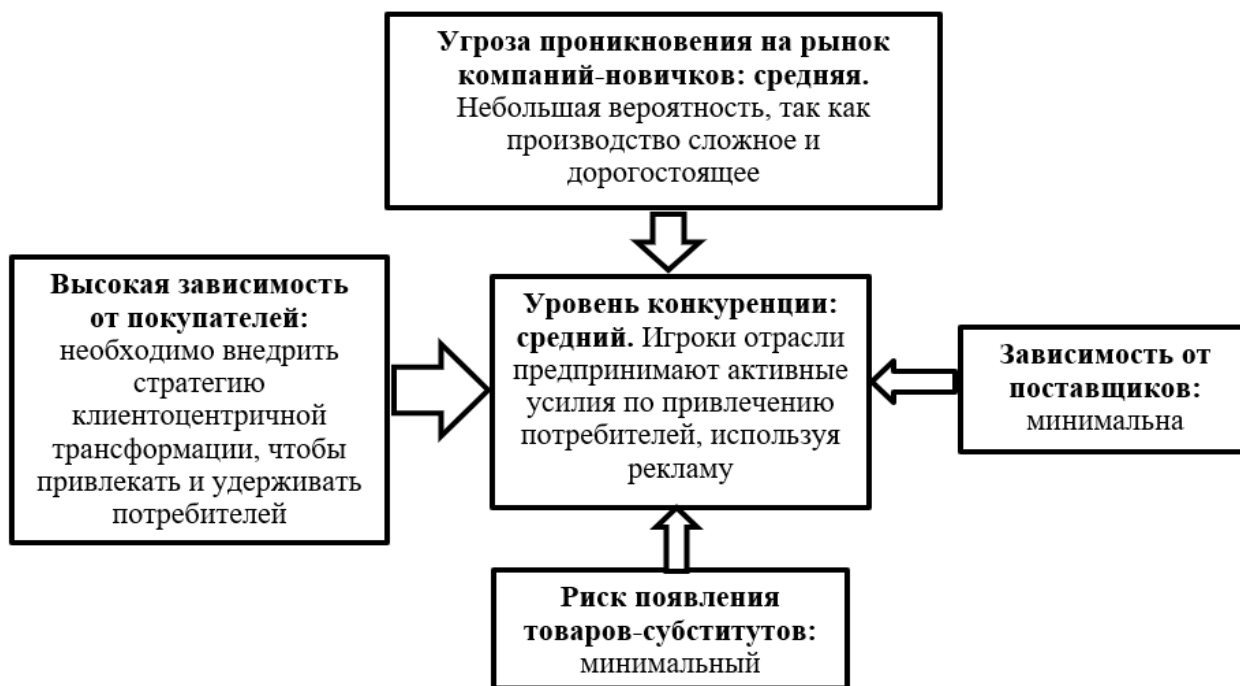 Угроза проникновения на рынок
компаний-новичков: средняя.
Небольшая вероятность, так как
производство сложное и
дорогостоящее
Высокая зависимость
от покупателей:
необходимо внедрить
стратегию
клиентоцентричной
трансформации, чтобы
привлекать и удерживать
потребителей
Уровень конкуренции:
средний. Игроки отрасли
предпринимают активные
усилия по привлечению
потребителей, используя
рекламу
Зависимость от
поставщиков:
минимальна
Риск появления
товаров-субститутов:
минимальный